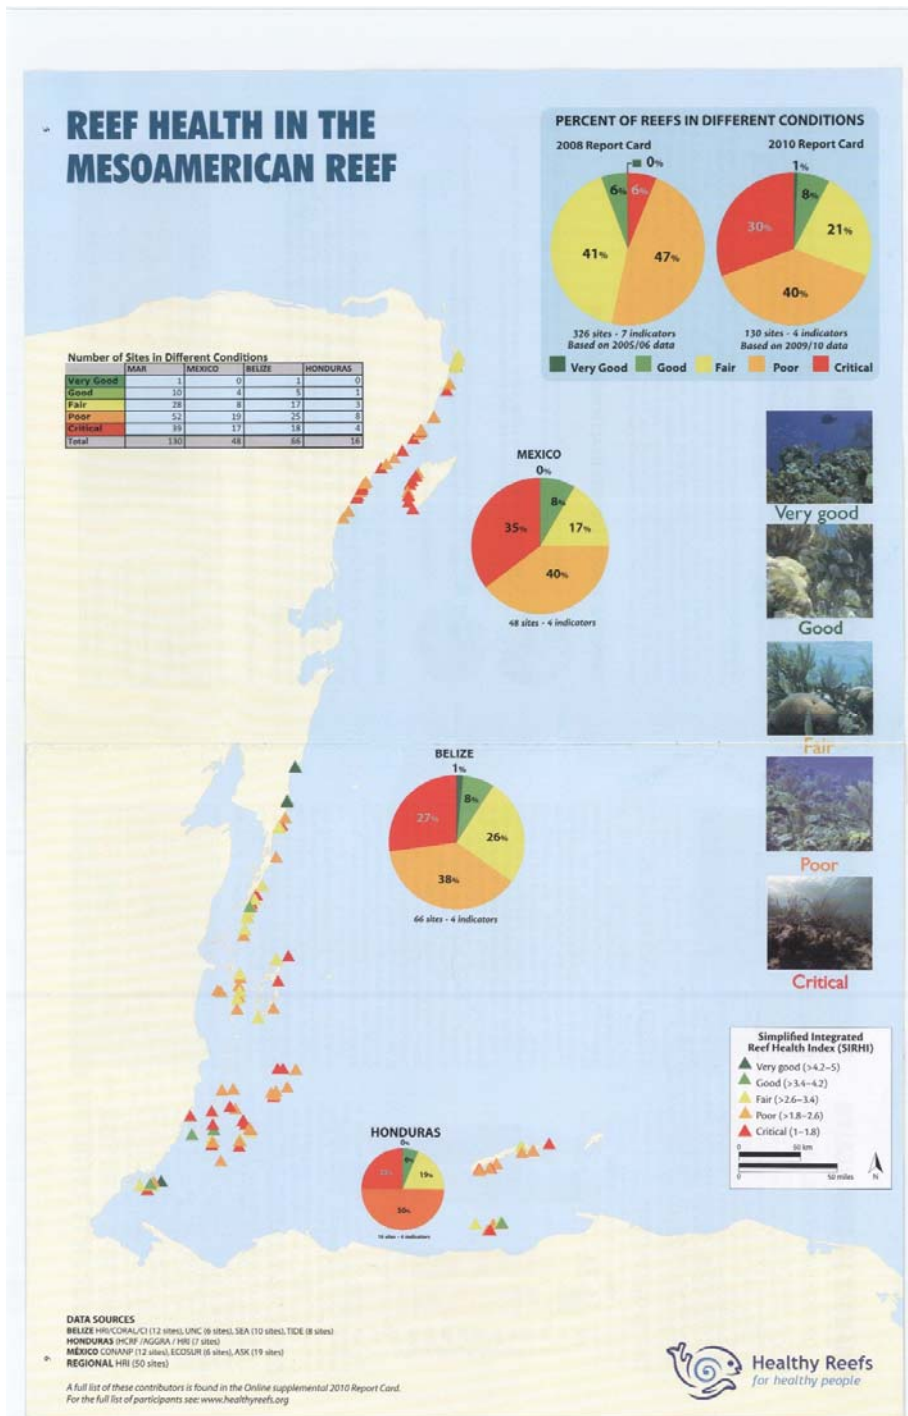 REEF HEALTH IN THE
MESOAMERICAN REEF
PERCENT OF REEFS IN DIFFERENT CONDITIONS
2008 Report Card
0%
6%
6%
41%
47%
326 sites - 7 indicators
Based on 2005/06 data
2010 Report Card
1%
8%
30%
21%
40%
130 sites - 4 indicators
Based on 2009/10 data
Very Good Good Fair Poor Critical
Number of Sites in Different Conditions
MAR MEXICO BELIZE HONDURAS
Very Good 1 0 1 0
Good 10 4 5 1
Fair 28 8 17 3
Poor 52 19 25 8
Critical 39 17 18 4
Total 130 48 66 16
MEXICO
0%
8%
35%
17%
40%
48 sites - 4 indicators
Very good
Good
Fair
Poor
Critical
BELIZE
1%
8%
27%
26%
38%
66 sites - 4 indicators
Simplified Integrated
Reef Health Index (SIRHI)
Very good (>4.2–5)
Good (>3.4–4.2)
Fair (>2.6–3.4)
Poor (>1.8–2.6)
Critical (1–1.8)
0 50 km
0 50 miles
N
HONDURAS
0%
6%
19%
50%
16 sites - 4 indicators
DATA SOURCES
BELIZE HRI/CORAL/CI (12 sites), UNC (6 sites), SEA (10 sites), TIDE (8 sites)
HONDURAS (HCRF /AGGRA / HRI (7 sites)
MÉXICO CONANP (12 sites), ECOSUR (6 sites), ASK (19 sites)
REGIONAL HRI (50 sites)
A full list of these contributors is found in the Online supplemental 2010 Report Card.
For the full list of participants see: www.healthyreefs.org
Healthy Reefs
for healthy people